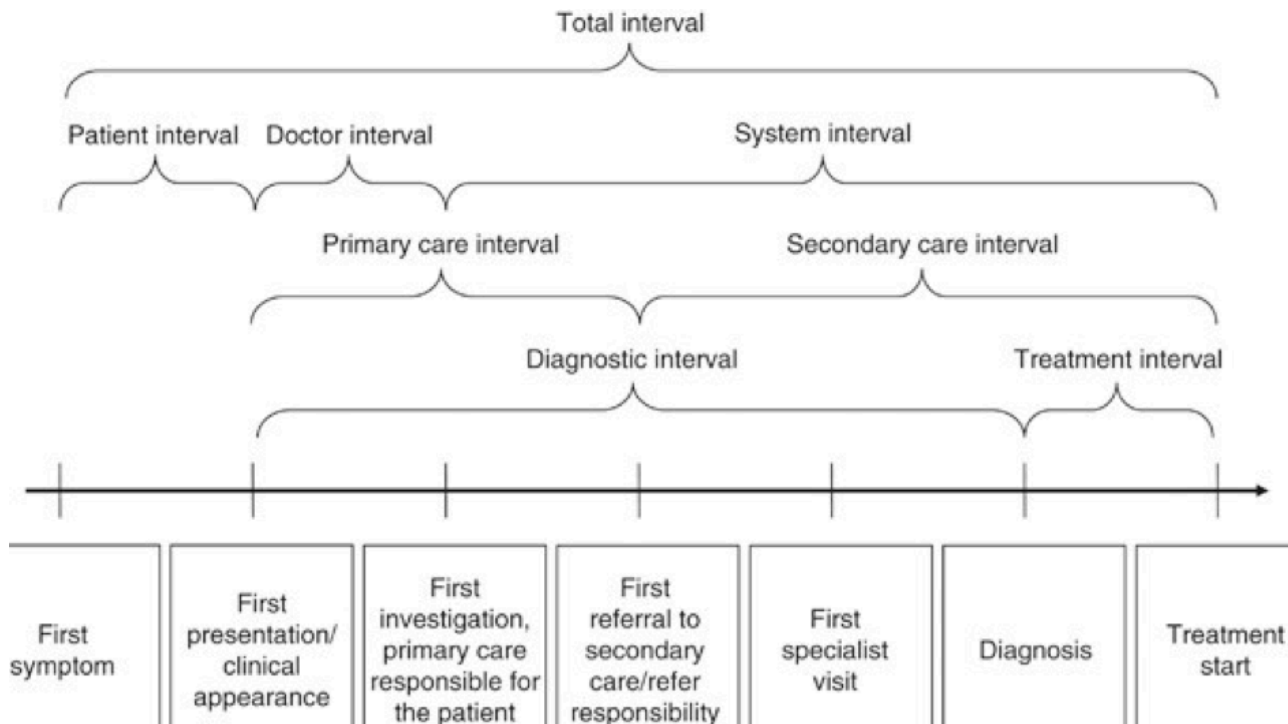 Total interval
Patient interval
Doctor interval
System interval
Primary care interval
Secondary care interval
Diagnostic interval
Treatment interval
First
symptom
First
presentation/
clinical
appearance
First
investigation,
primary care
responsible for
the patient
First
referral to
secondary
care/refer
responsibility
First
specialist
visit
Diagnosis
Treatment
start